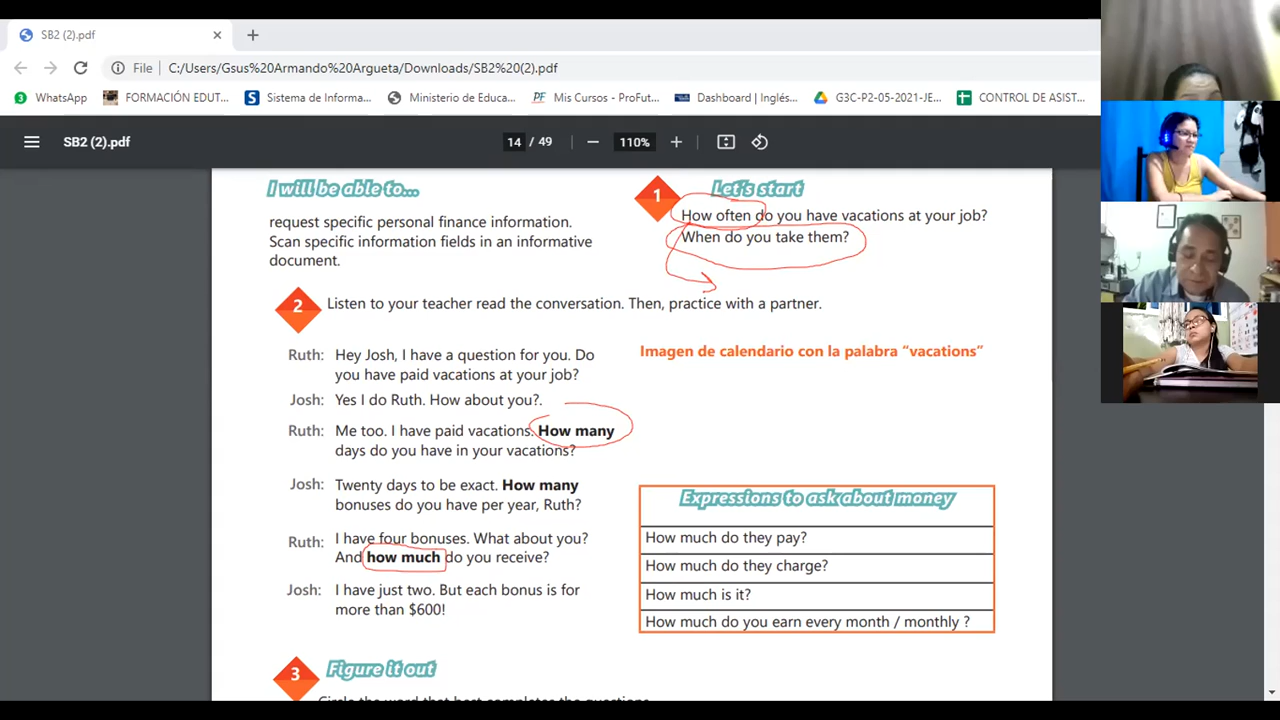 SB2 (2).pdf
File
C:/Users/Gsus%20Armando%20Argueta/Downloads/SB2%20(2).pdf
WhatsApp
FORMACIÓN EDUT...
Sistema de Informa...
Ministerio de Educa...
Mis Cursos - ProFut...
Dashboard | Inglés...
G3C-P2-05-2021-JE...
CONTROL DE ASIST...
SB2 (2).pdf
14 / 49
110%
I will be able to...
request specific personal finance information.
Scan specific information fields in an informative
document.
1
Let's start
How often do you have vacations at your job?
When do you take them?
2
Listen to your teacher read the conversation. Then, practice with a partner.
Ruth: Hey Josh, I have a question for you. Do
you have paid vacations at your job?
Josh: Yes I do Ruth. How about you?.
Ruth: Me too. I have paid vacations. How many
days do you have in your vacations?
Josh: Twenty days to be exact. How many
bonuses do you have per year, Ruth?
Ruth: I have four bonuses. What about you?
And how much do you receive?
Josh: I have just two. But each bonus is for
more than $600!
Imagen de calendario con la palabra “vacations”
Expressions to ask about money
How much do they pay?
How much do they charge?
How much is it?
How much do you earn every month / monthly ?
3
Figure it out
Circle the word that best completes the questions